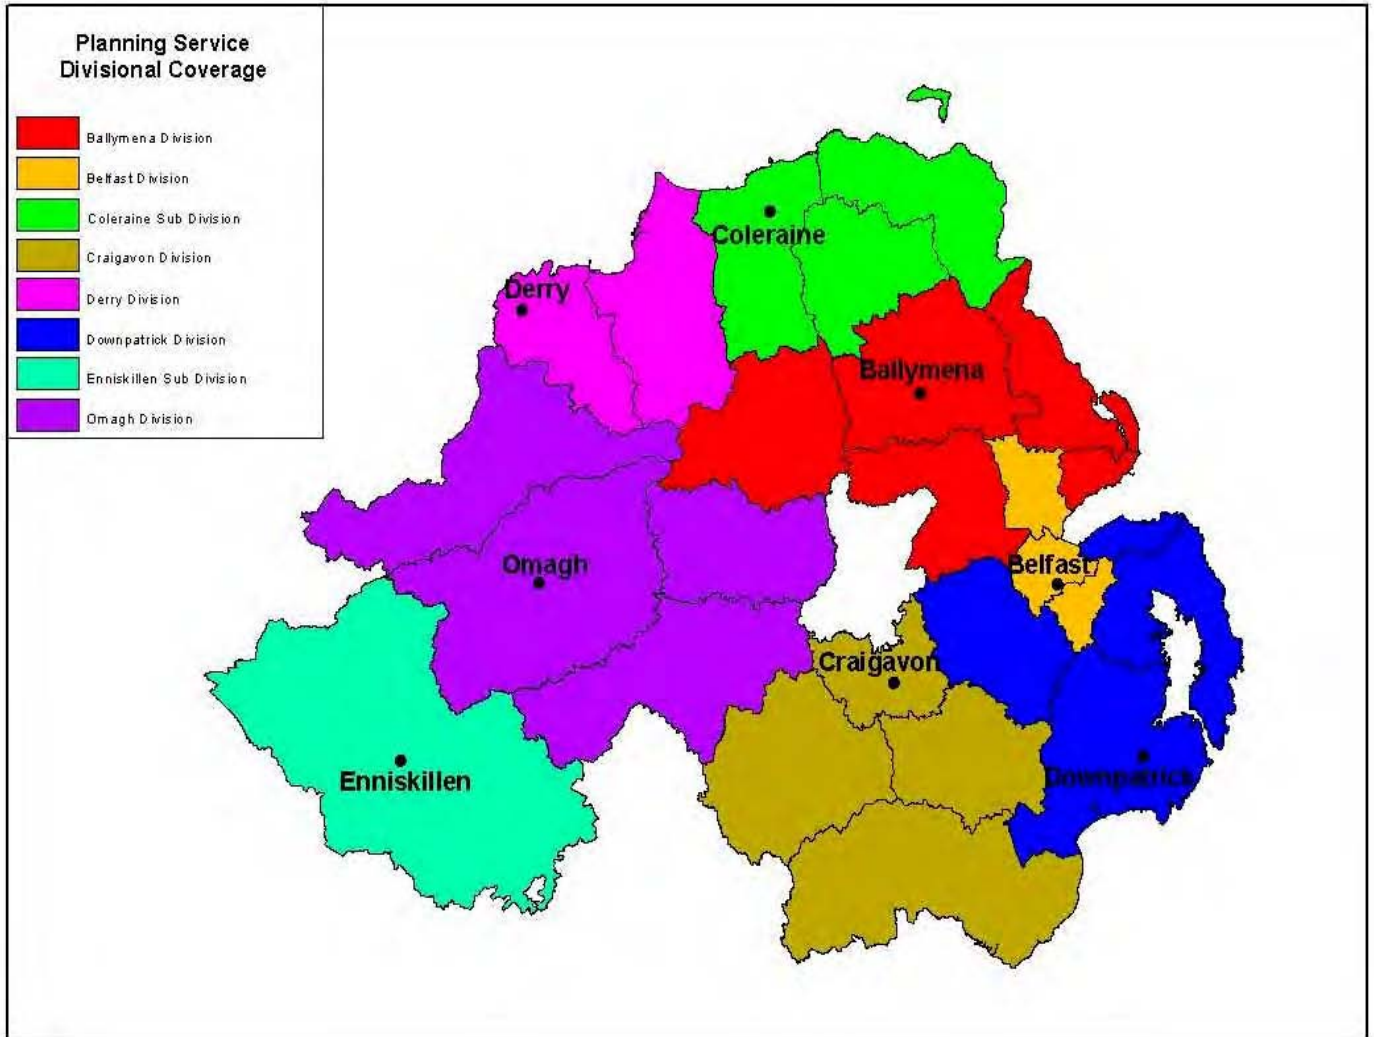 Planning Service
Divisional Coverage
Ballymena Division
Belfast Division
Coleraine Sub Division
Craigavon Division
Derry Division
Downpatrick Division
Enniskillen Sub Division
Omagh Division
Coleraine
Derry
Ballymena
Omagh
Belfast
Craigavon
Enniskillen
Downpatrick